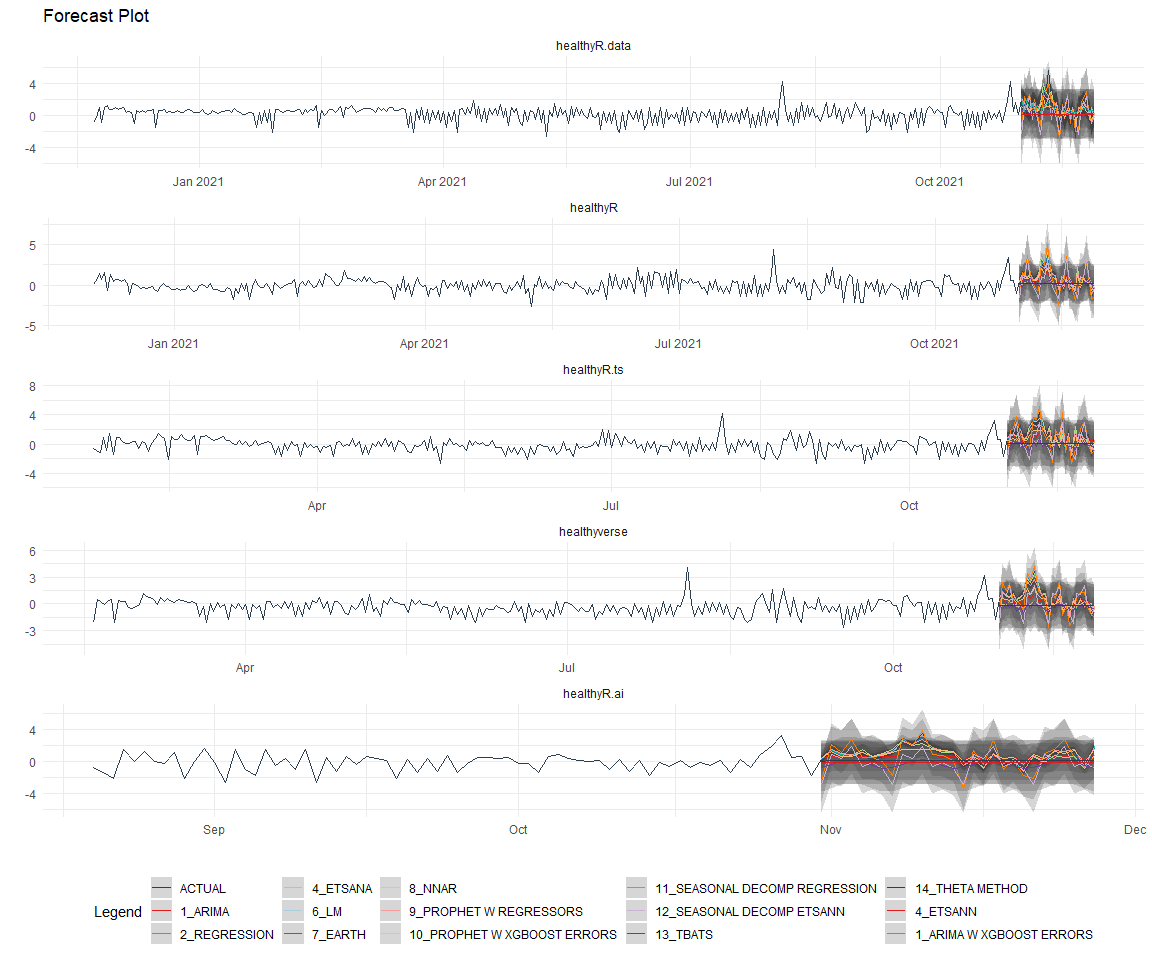 Forecast Plot
healthyR.data
4
0
-4
Jan 2021 Apr 2021 Jul 2021 Oct 2021
healthyR
5
0
-5
Jan 2021 Apr 2021 Jul 2021 Oct 2021
healthyR.ts
8
4
0
-4
Apr Jul Oct
healthyverse
6
3
0
-3
Apr Jul Oct
healthyR.ai
4
0
-4
Sep Oct Nov Dec
Legend
ACTUAL 4_ETSANA 8_NNAR 11_SEASONAL DECOMP REGRESSION 14_THETA METHOD
1_ARIMA 6_LM 9_PROPHET W REGRESSORS 12_SEASONAL DECOMP ETSANN 4_ETSANN
2_REGRESSION 7_EARTH 10_PROPHET W XGBOOST ERRORS 13_TBATS 1_ARIMA W XGBOOST ERRORS